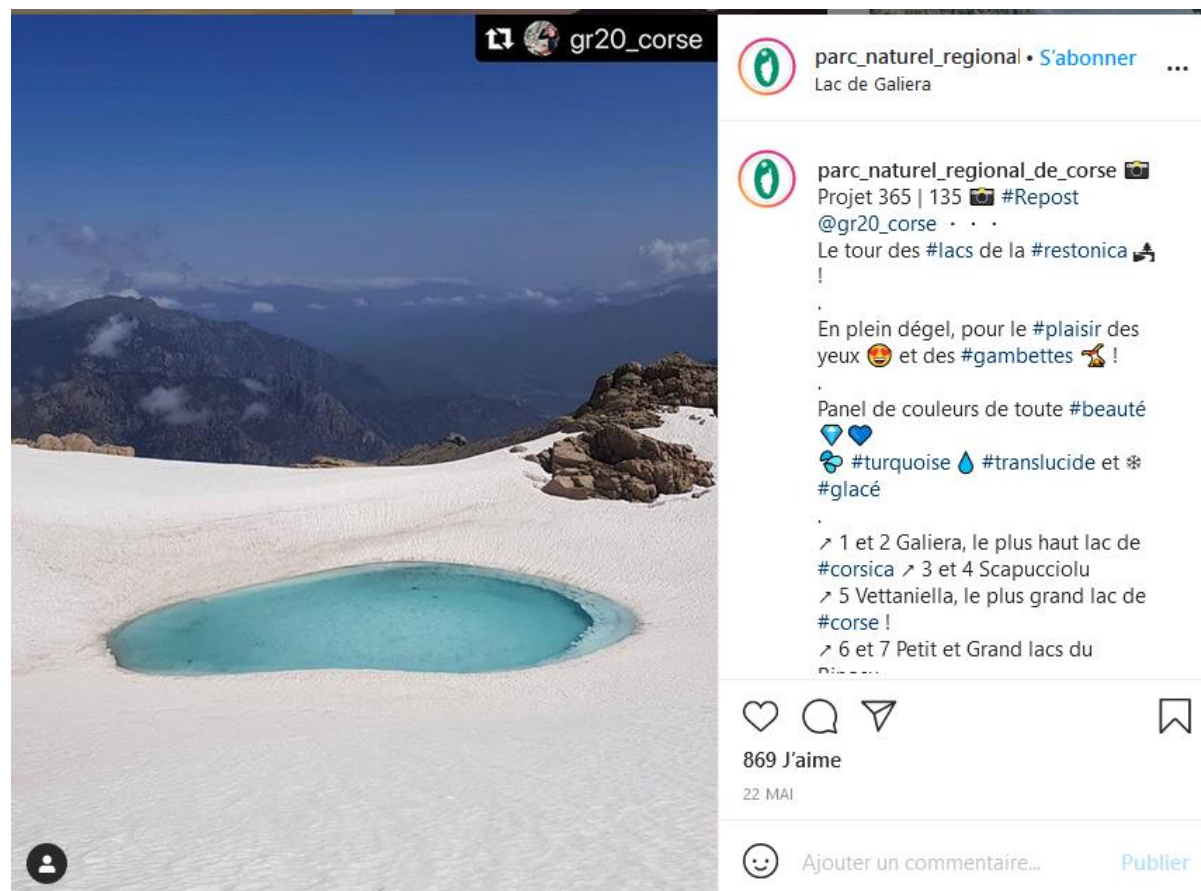 gr20_corse
parc_naturel_regional • S'abonner
Lac de Galiera
parc_naturel_regional_de_corse 📷
Projet 365 | 135 📷 #Repost
@gr20_corse · · ·
Le tour des #lacs de la #restonica 🏞
!
.
En plein dégel, pour le #plaisir des
yeux 😍 et des #gambettes 💃 !
.
Panel de couleurs de toute #beauté
💎💙
💦 #turquoise 💧 #translucide et ❄
#glacé
.
↗ 1 et 2 Galiera, le plus haut lac de
#corsica ↗ 3 et 4 Scapucciolu
↗ 5 Vettaniella, le plus grand lac de
#corse !
↗ 6 et 7 Petit et Grand lacs du
869 J'aime
22 MAI
Ajouter un commentaire...
Publier